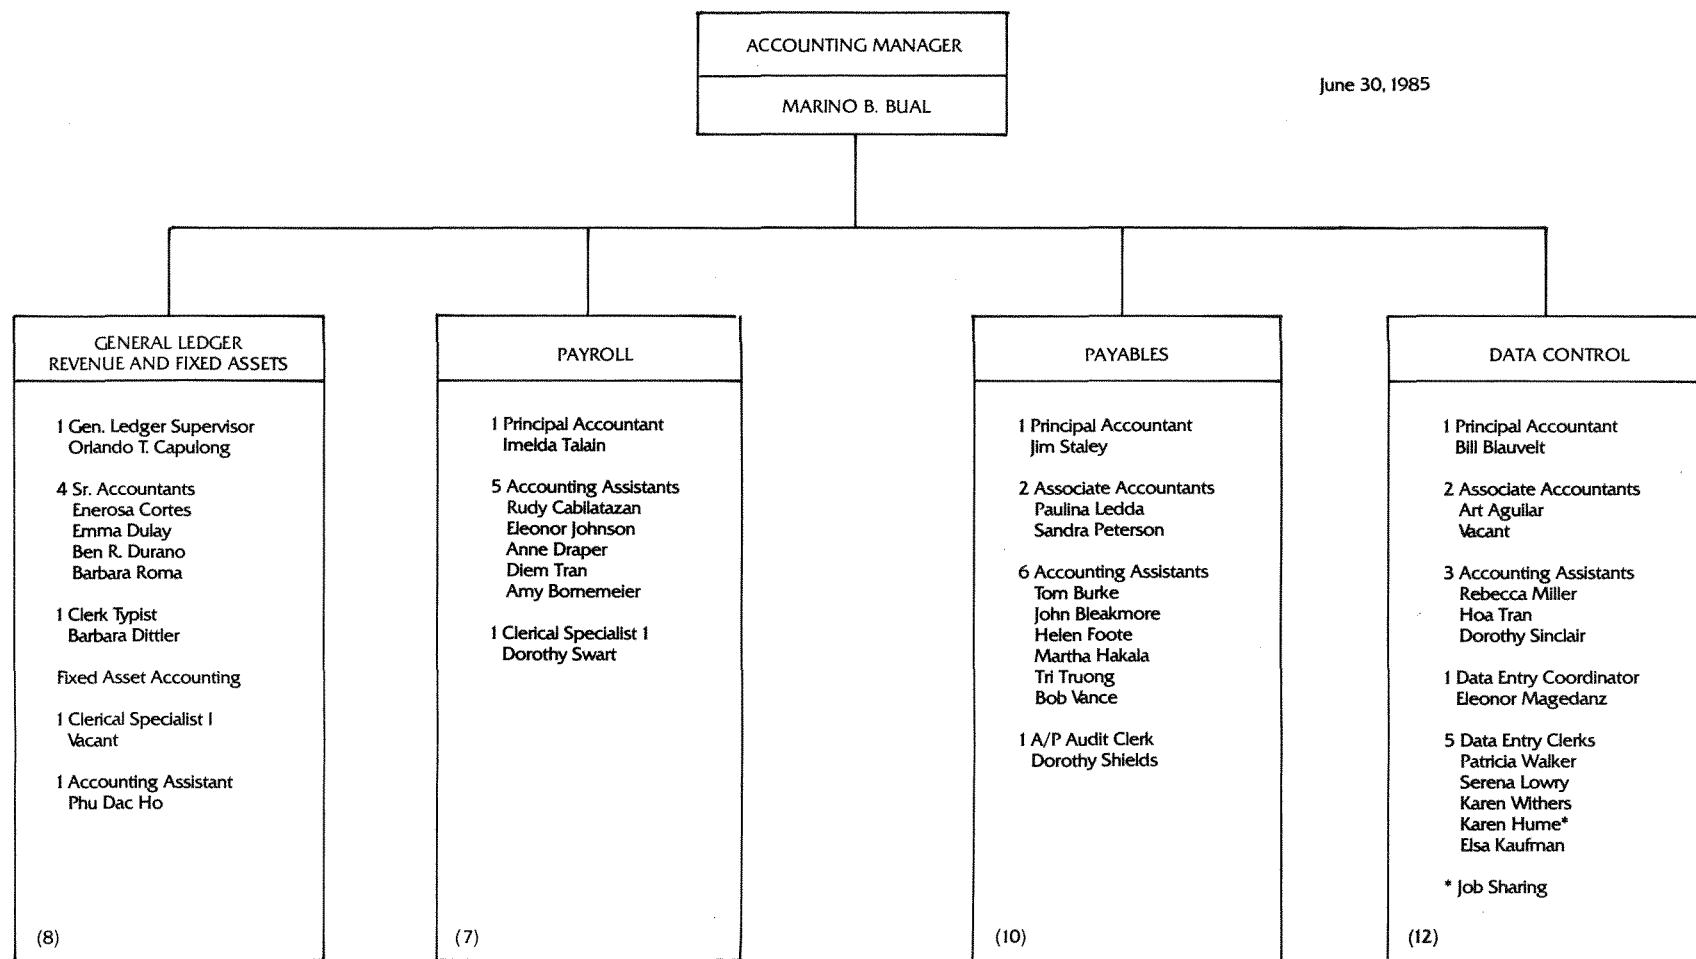 ACCOUNTING MANAGER
MARINO B. BUAL
June 30, 1985
GENERAL LEDGER
REVENUE AND FIXED ASSETS
1 Gen. Ledger Supervisor
Orlando T. Capulong
4 Sr. Accountants
Enerosa Cortes
Emma Dulay
Ben R. Durano
Barbara Roma
1 Clerk Typist
Barbara Dittler
Fixed Asset Accounting
1 Clerical Specialist I
Vacant
1 Accounting Assistant
Phu Dac Ho
(8)
PAYROLL
1 Principal Accountant
Imelda Talain
5 Accounting Assistants
Rudy Cabilatazan
Eleonor Johnson
Anne Draper
Diem Tran
Amy Bornemeier
1 Clerical Specialist 1
Dorothy Swart
(7)
PAYABLES
1 Principal Accountant
Jim Staley
2 Associate Accountants
Paulina Ledda
Sandra Peterson
6 Accounting Assistants
Tom Burke
John Bleakmore
Helen Foote
Martha Hakala
Tri Truong
Bob Vance
1 A/P Audit Clerk
Dorothy Shields
(10)
DATA CONTROL
1 Principal Accountant
Bill Blauvelt
2 Associate Accountants
Art Aguilar
Vacant
3 Accounting Assistants
Rebecca Miller
Hoa Tran
Dorothy Sinclair
1 Data Entry Coordinator
Eleonor Magedanz
5 Data Entry Clerks
Patricia Walker
Serena Lowry
Karen Withers
Karen Hume*
Elsa Kaufman
* Job Sharing
(12)